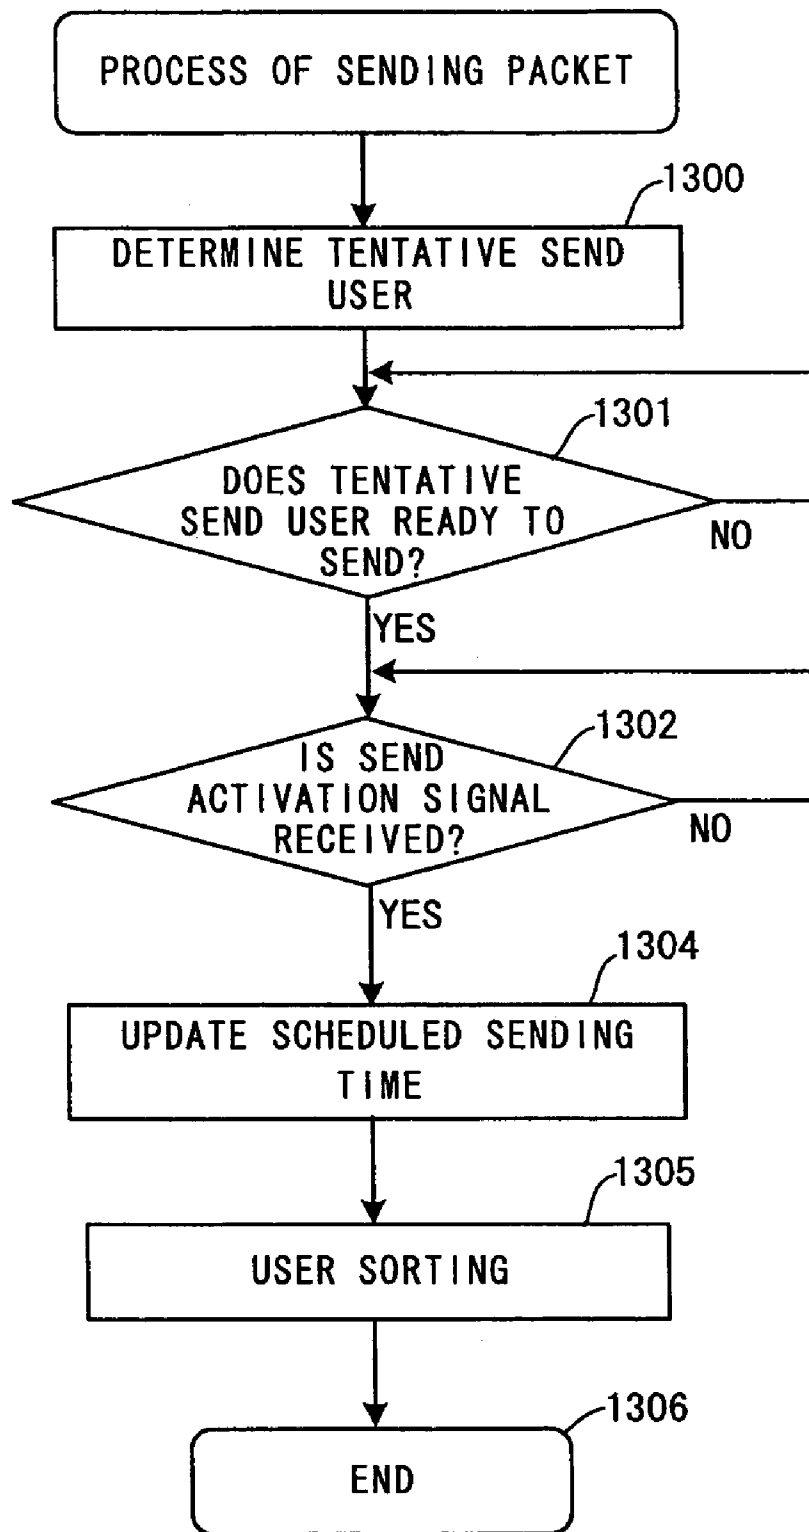 PROCESS OF SENDING PACKET
1300
DETERMINE TENTATIVE SEND
USER
1301
DOES TENTATIVE
SEND USER READY TO
SEND?
NO
YES
1302
IS SEND
ACTIVATION SIGNAL
RECEIVED?
NO
YES
1304
UPDATE SCHEDULED SENDING
TIME
1305
USER SORTING
1306
END